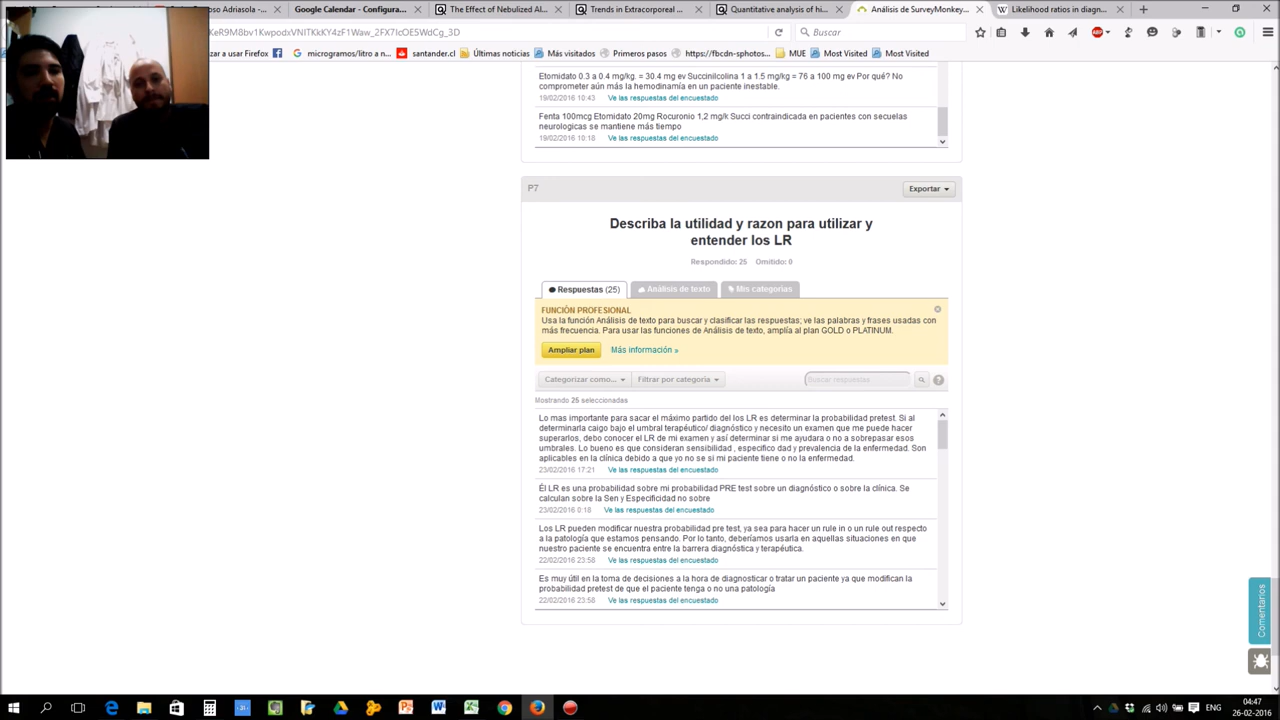 Adriasola -
Google Calendar - Configura...
The Effect of Nebulized Al...
Trends in Extracorporeal ...
Quantitative analysis of hi...
Análisis de SurveyMonkey...
Likelihood ratios in diagn...
Buscar
ar a usar Firefox
microgramos/litro a n...
santander.cl
Últimas noticias
Más visitados
Primeros pasos
https://fbcdn-sphotos...
MUE
Most Visited
Most Visited
Etomidato 0.3 a 0.4 mg/kg. = 30.4 mg ev Succinilcolina 1 a 1.5 mg/kg = 76 a 100 mg ev Por qué? No
comprometer aún más la hemodinamía en un paciente inestable.
19/02/2016 10:43 Ve las respuestas del encuestado
Fenta 100mcg Etomidato 20mg Rocuronio 1,2 mg/k Succi contraindicada en pacientes con secuelas
neurologicas se mantiene más tiempo
19/02/2016 10:18 Ve las respuestas del encuestado
P7
Exportar
Describa la utilidad y razon para utilizar y
entender los LR
Respondido: 25 Omitido: 0
Respuestas (25) Análisis de texto Mis categorías
FUNCIÓN PROFESIONAL
Usa la función Análisis de texto para buscar y clasificar las respuestas; ve las palabras y frases usadas con
más frecuencia. Para usar las funciones de Análisis de texto, amplía al plan GOLD o PLATINUM.
Ampliar plan Más información »
Categorizar como... Filtrar por categoría Buscar respuestas
Mostrando 25 seleccionadas
Lo mas importante para sacar el máximo partido del los LR es determinar la probabilidad pretest. Si al
determinarla caigo bajo el umbral terapéutico/ diagnóstico y necesito un examen que me puede hacer
superarlos, debo conocer el LR de mi examen y así determinar si me ayudara o no a sobrepasar esos
umbrales. Lo bueno es que consideran sensibilidad , especifico dad y prevalencia de la enfermedad. Son
aplicables en la clínica debido a que yo no se si mi paciente tiene o no la enfermedad.
23/02/2016 17:21 Ve las respuestas del encuestado
Él LR es una probabilidad sobre mi probabilidad PRE test sobre un diagnóstico o sobre la clínica. Se
calculan sobre la Sen y Especificidad no sobre
23/02/2016 0:18 Ve las respuestas del encuestado
Los LR pueden modificar nuestra probabilidad pre test, ya sea para hacer un rule in o un rule out respecto
a la patología que estamos pensando. Por lo tanto, deberíamos usarla en aquellas situaciones en que
nuestro paciente se encuentra entre la barrera diagnóstica y terapéutica.
22/02/2016 23:58 Ve las respuestas del encuestado
Es muy útil en la toma de decisiones a la hora de diagnosticar o tratar un paciente ya que modifican la
probabilidad pretest de que el paciente tenga o no una patología
22/02/2016 23:58 Ve las respuestas del encuestado
Comentarios
ENG
04:47
26-02-2016